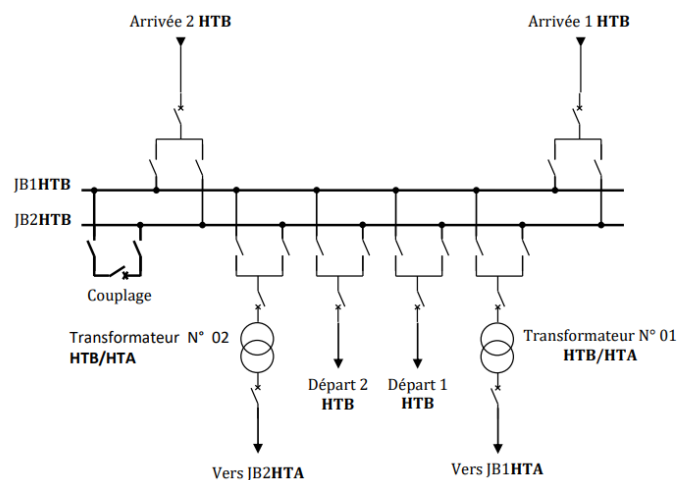 Arrivée 2 HTB
Arrivée 1 HTB
JB1HTB
JB2HTB
Couplage
Transformateur N° 02
HTB/HTA
Transformateur N° 01
HTB/HTA
Départ 2
HTB
Départ 1
HTB
Vers JB2HTA
Vers JB1HTA